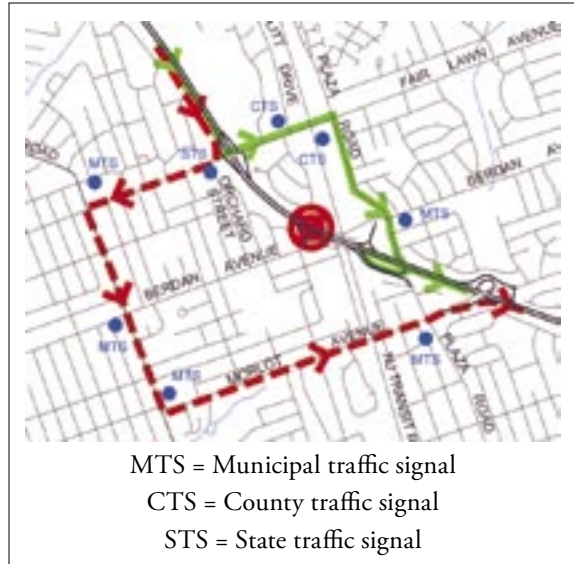 DRIVE
PLAZA
ROAD
FAIR LAWN AVENUE
CTS
CTS
STS
MTS
ROAD
BERDAN
ORCHARD
STREET
MTS
BERDAN AVENUE
MTS
MTS
MORLOT AVENUE
MTS
PLAZA
ROAD
NJ TRANSIT
MTS = Municipal traffic signal
CTS = County traffic signal
STS = State traffic signal